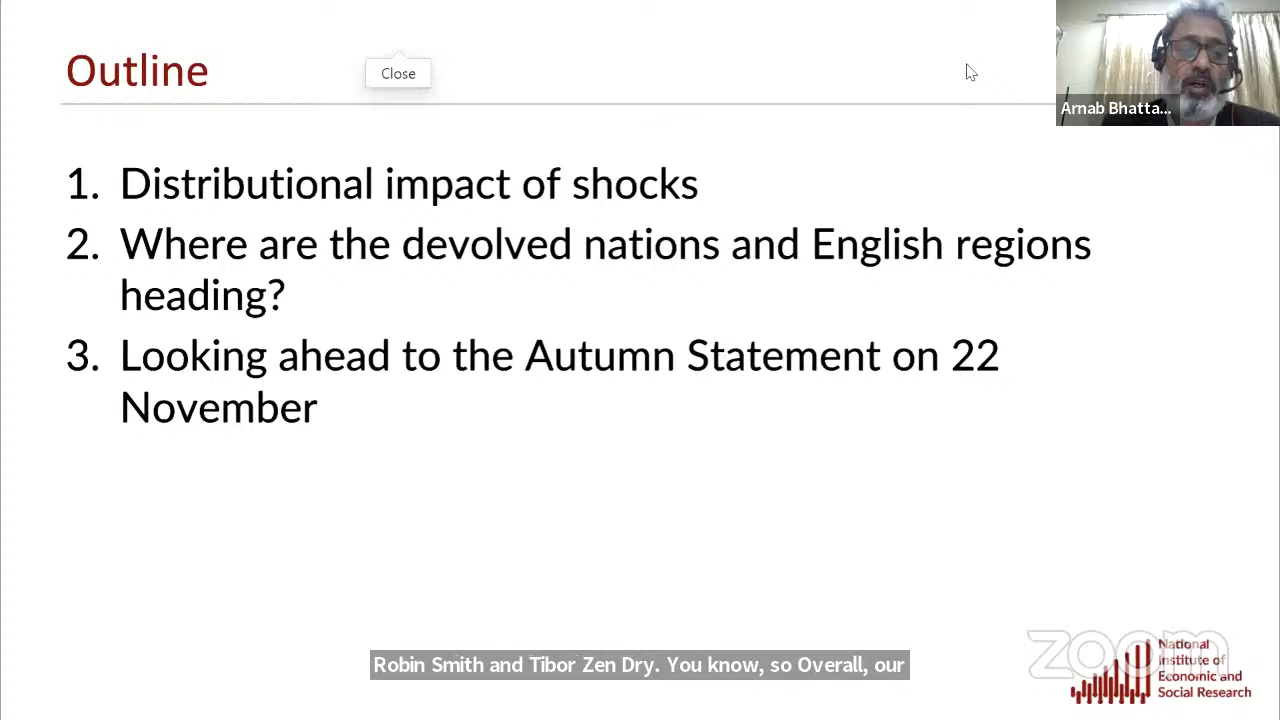 Outline
Close
Arnab Bhatta...
1. Distributional impact of shocks
2. Where are the devolved nations and English regions
heading?
3. Looking ahead to the Autumn Statement on 22
November
Robin Smith and Tibor Zen Dry. You know, so Overall, our
zoom
National
Institute of
Economic and
Social Research